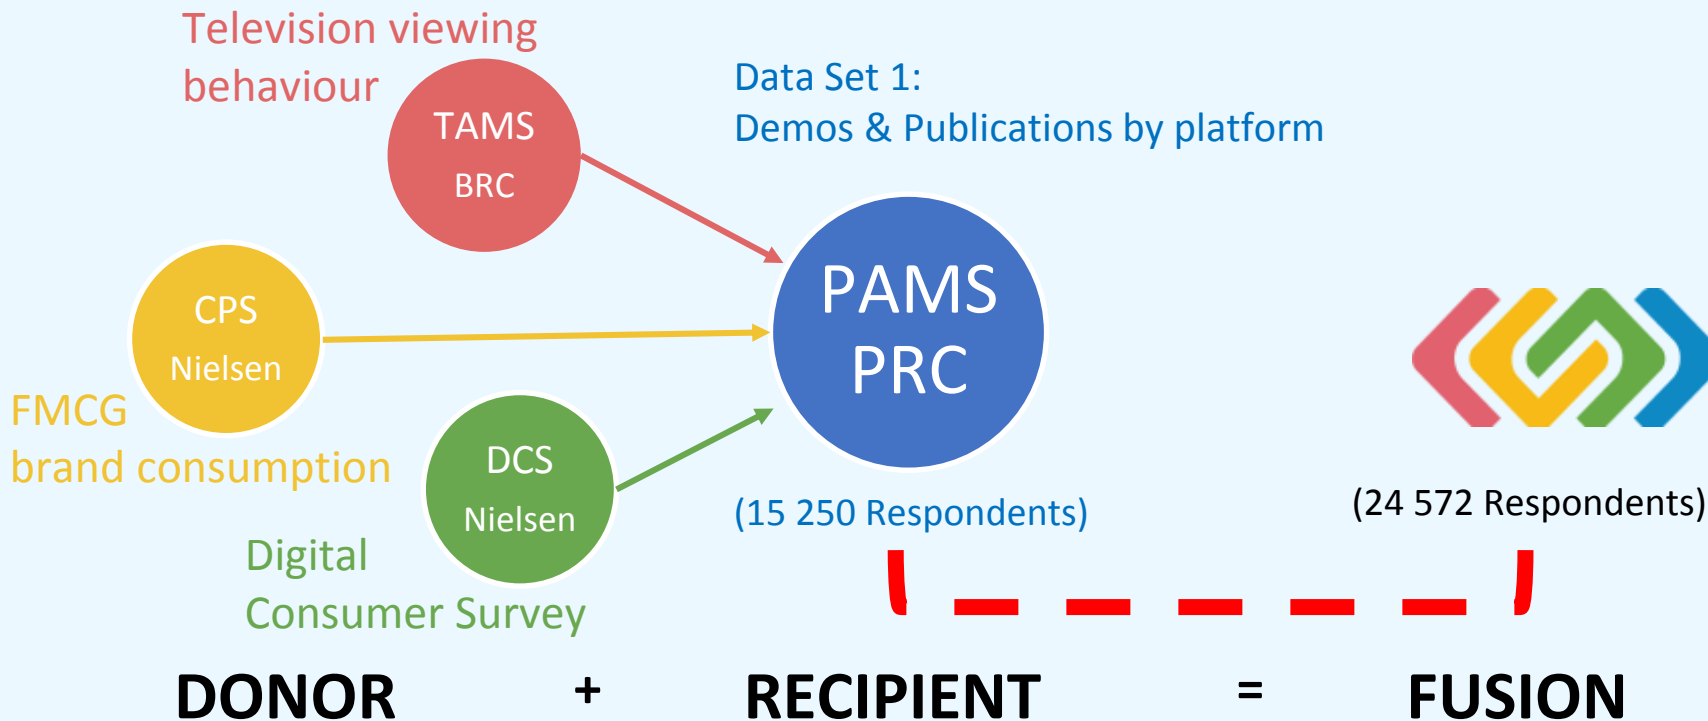 Television viewing
behaviour
TAMS
BRC
Data Set 1:
Demos & Publications by platform
CPS
Nielsen
FMCG
brand consumption
PAMS
PRC
DCS
Nielsen
Digital
Consumer Survey
(15 250 Respondents)
(24 572 Respondents)
DONOR + RECIPIENT = FUSION